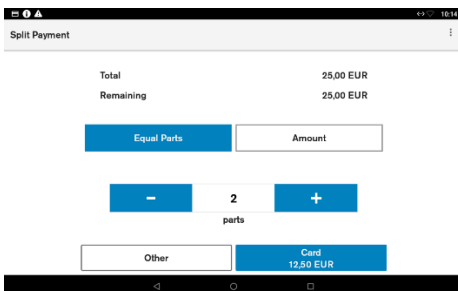 10:14
Split Payment
Total 25,00 EUR
Remaining 25,00 EUR
Equal Parts Amount
− 2 +
parts
Other Card
12,50 EUR